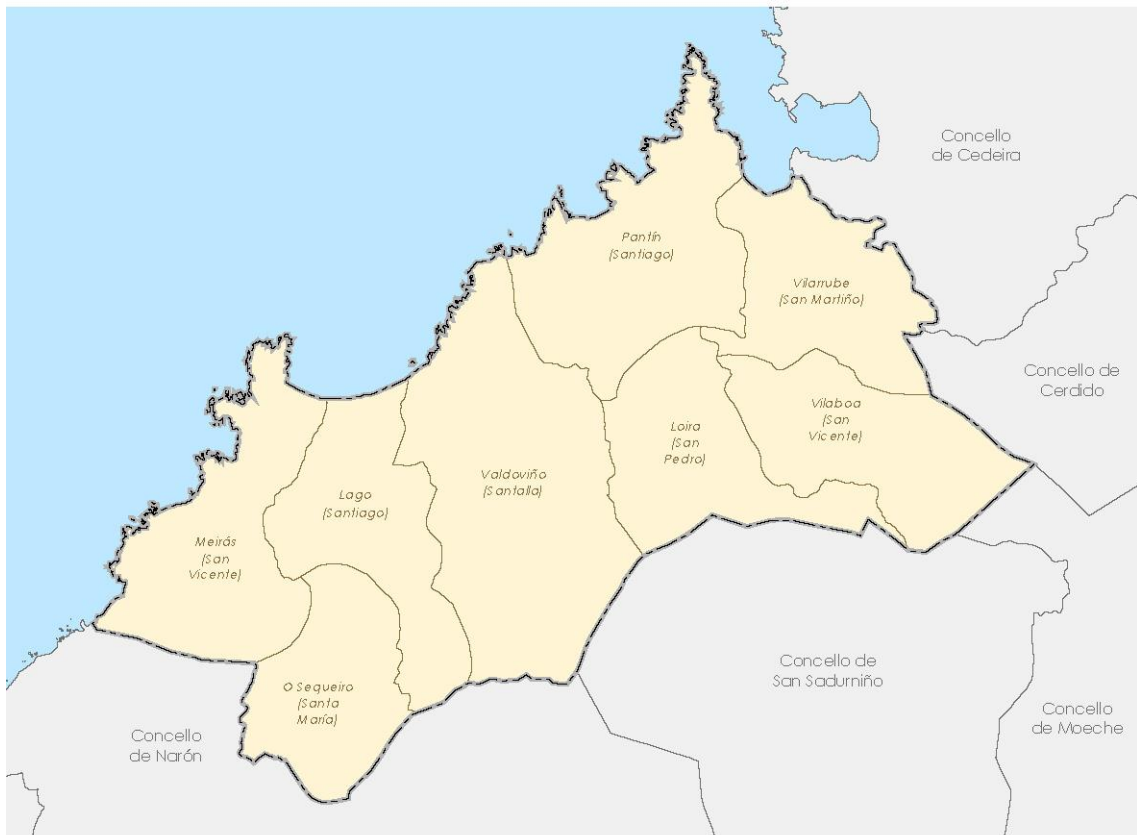 Concello
de Cedeira
Pantín
(Santiago)
Vilarrube
(San Martiño)
Concello de
Cerdido
Vilaboa
(San
Vicente)
Loira
(San
Pedro)
Valdoviño
(Santalla)
Lago
(Santiago)
Meirás
(San
Vicente)
Concello de
San Sadurniño
O Sequeiro
(Santa
María)
Concello
de Moeche
Concello
de Narón